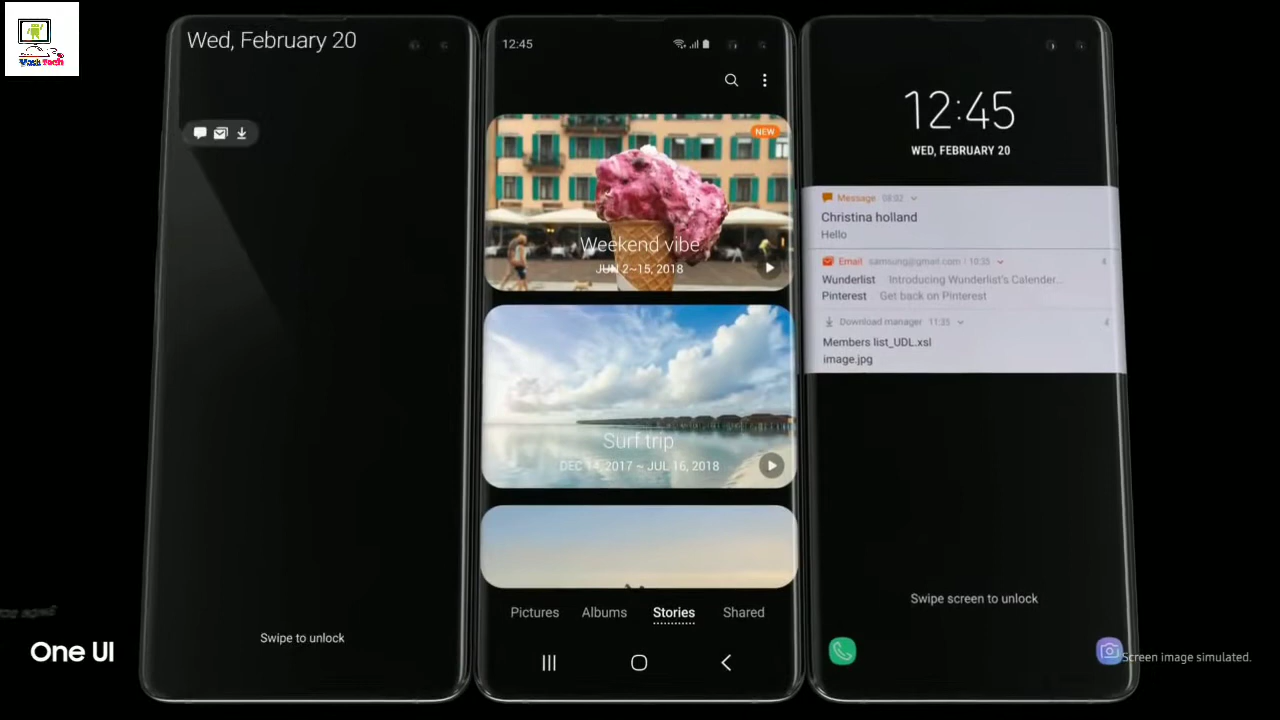 Wed, February 20
Swipe to unlock
One UI
12:45
NEW
Weekend vibe
JUN 2~15, 2018
Surf trip
DEC 14, 2017 ~ JUL 16, 2018
Pictures Albums Stories Shared
12:45
WED, FEBRUARY 20
Message 08:02
Christina holland
Hello
Email samsung@gmail.com / 10:35 4
Wunderlist Introducing Wunderlist's Calender...
Pinterest Get back on Pinterest
Download manager 11:35 4
Members list_UDL.xsl
image.jpg
Swipe screen to unlock
Screen image simulated.